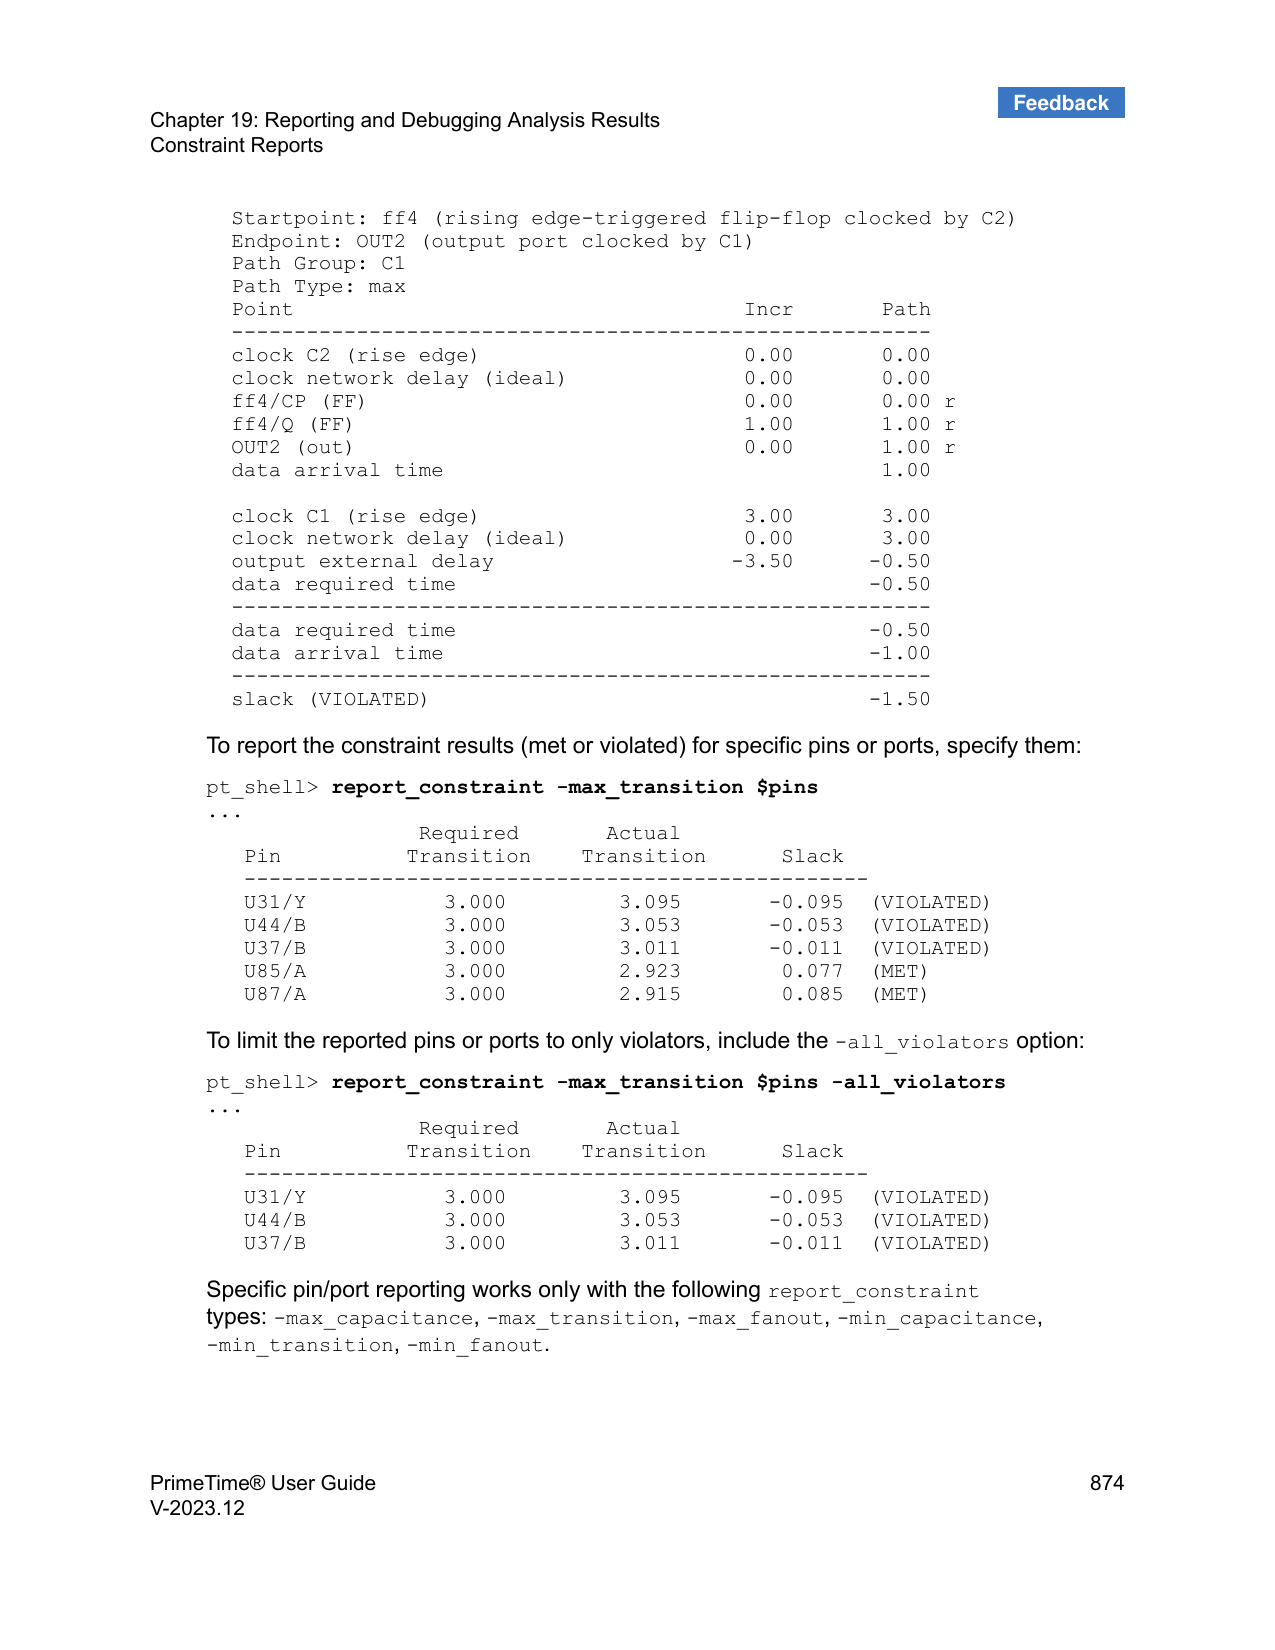 Feedback
Chapter 19: Reporting and Debugging Analysis Results
Constraint Reports
Startpoint: ff4 (rising edge-triggered flip-flop clocked by C2)
Endpoint: OUT2 (output port clocked by C1)
Path Group: C1
Path Type: max
Point Incr Path
--------------------------------------------------------
clock C2 (rise edge) 0.00 0.00
clock network delay (ideal) 0.00 0.00
ff4/CP (FF) 0.00 0.00 r
ff4/Q (FF) 1.00 1.00 r
OUT2 (out) 0.00 1.00 r
data arrival time 1.00
clock C1 (rise edge) 3.00 3.00
clock network delay (ideal) 0.00 3.00
output external delay -3.50 -0.50
data required time -0.50
--------------------------------------------------------
data required time -0.50
data arrival time -1.00
--------------------------------------------------------
slack (VIOLATED) -1.50
To report the constraint results (met or violated) for specific pins or ports, specify them:
pt_shell> report_constraint -max_transition $pins
...
Required Actual
Pin Transition Transition Slack
--------------------------------------------------
U31/Y 3.000 3.095 -0.095 (VIOLATED)
U44/B 3.000 3.053 -0.053 (VIOLATED)
U37/B 3.000 3.011 -0.011 (VIOLATED)
U85/A 3.000 2.923 0.077 (MET)
U87/A 3.000 2.915 0.085 (MET)
To limit the reported pins or ports to only violators, include the -all_violators option:
pt_shell> report_constraint -max_transition $pins -all_violators
...
Required Actual
Pin Transition Transition Slack
--------------------------------------------------
U31/Y 3.000 3.095 -0.095 (VIOLATED)
U44/B 3.000 3.053 -0.053 (VIOLATED)
U37/B 3.000 3.011 -0.011 (VIOLATED)
Specific pin/port reporting works only with the following report_constraint
types: -max_capacitance, -max_transition, -max_fanout, -min_capacitance,
-min_transition, -min_fanout.
PrimeTime® User Guide 874
V-2023.12